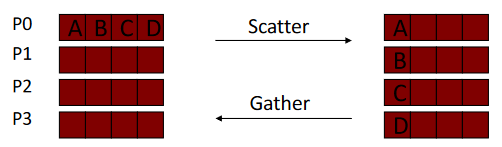 P0 A B C D Scatter A
P1 B
P2 Gather C
P3 D